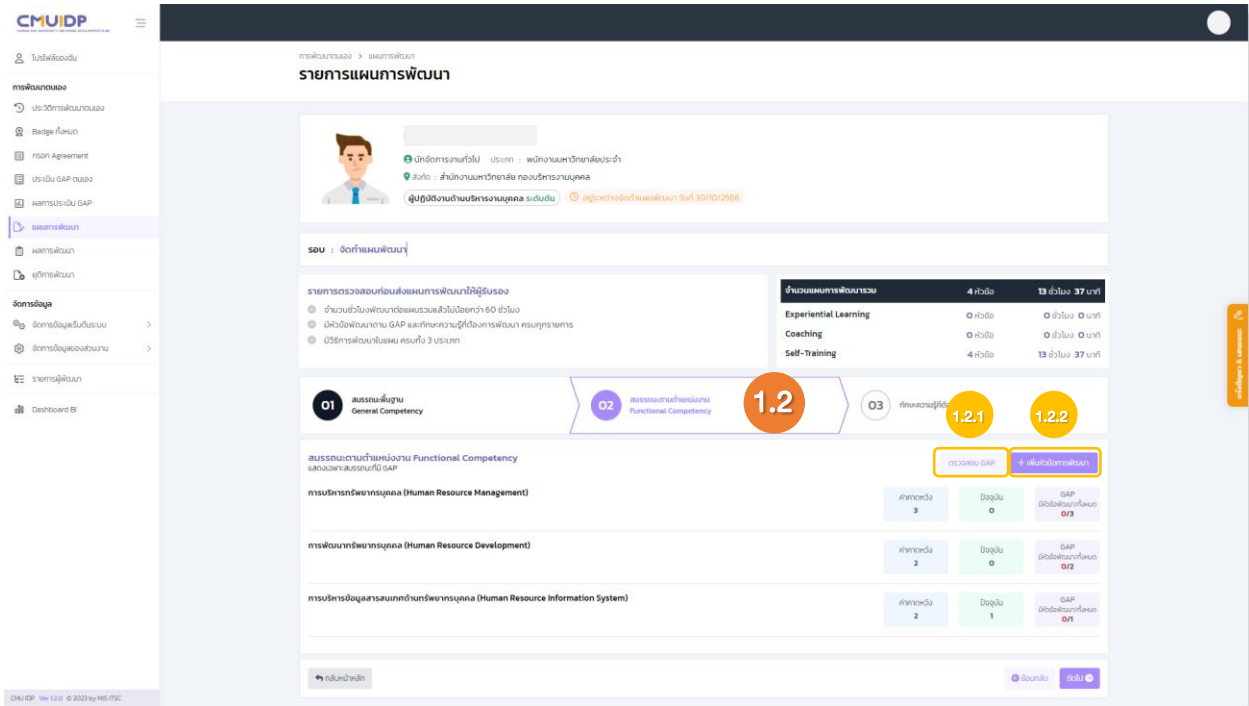 CMUIDP
โปรไฟล์ของฉัน
การพัฒนาตนเอง
ประวัติการพัฒนาตนเอง
Badge ทั้งหมด
กรอก Agreement
ประเมิน GAP ตนเอง
ผลการประเมิน GAP
แผนการพัฒนา
ผลการพัฒนา
ยุติการพัฒนา
จัดการข้อมูล
จัดการข้อมูลเริ่มต้นระบบ
จัดการข้อมูลของส่วนงาน
รายการผู้พัฒนา
Dashboard BI
CMU IDP Ver 1.2.0 © 2023 by MIS ITSC
การพัฒนาตนเอง > แผนการพัฒนา
รายการแผนการพัฒนา
นักจัดการงานทั่วไป ประเภท : พนักงานมหาวิทยาลัยประจำ
สังกัด : สำนักงานมหาวิทยาลัย กองบริหารงานบุคคล
ผู้ปฏิบัติงานด้านบริหารงานบุคคล ระดับต้น อยู่ระหว่างจัดทำแผนพัฒนา วันที่ 30/10/2566
รอบ : จัดทำแผนพัฒนา
รายการตรวจสอบก่อนส่งแผนการพัฒนาให้ผู้รับรอง
จำนวนชั่วโมงพัฒนาต่อแผนรวมแล้วไม่น้อยกว่า 60 ชั่วโมง
มีหัวข้อพัฒนาตาม GAP และทักษะความรู้ที่ต้องการพัฒนา ครบทุกรายการ
มีวิธีการพัฒนาในแผน ครบทั้ง 3 ประเภท
จำนวนแผนการพัฒนารวม 4 หัวข้อ 13 ชั่วโมง 37 นาที
Experiential Learning 0 หัวข้อ 0 ชั่วโมง 0 นาที
Coaching 0 หัวข้อ 0 ชั่วโมง 0 นาที
Self-Training 4 หัวข้อ 13 ชั่วโมง 37 นาที
แจ้งปัญหา & เสนอแนะ
01 สมรรถนะพื้นฐาน
General Competency
02 สมรรถนะตามตำแหน่งงาน
Functional Competency
1.2
03 ทักษะความรู้ที่
1.2.1
1.2.2
สมรรถนะตามตำแหน่งงาน Functional Competency
แสดงเฉพาะสมรรถนะที่มี GAP
ตรวจสอบ GAP
+ เพิ่มหัวข้อการพัฒนา
การบริหารทรัพยากรบุคคล (Human Resource Management)
ค่าคาดหวัง
3
ปัจจุบัน
0
GAP
มีหัวข้อพัฒนาทั้งหมด
0/3
การพัฒนาทรัพยากรบุคคล (Human Resource Development)
ค่าคาดหวัง
2
ปัจจุบัน
0
GAP
มีหัวข้อพัฒนาทั้งหมด
0/2
การบริหารข้อมูลสารสนเทศด้านทรัพยากรบุคคล (Human Resource Information System)
ค่าคาดหวัง
2
ปัจจุบัน
1
GAP
มีหัวข้อพัฒนาทั้งหมด
0/1
กลับหน้าหลัก
ย้อนกลับ
ถัดไป